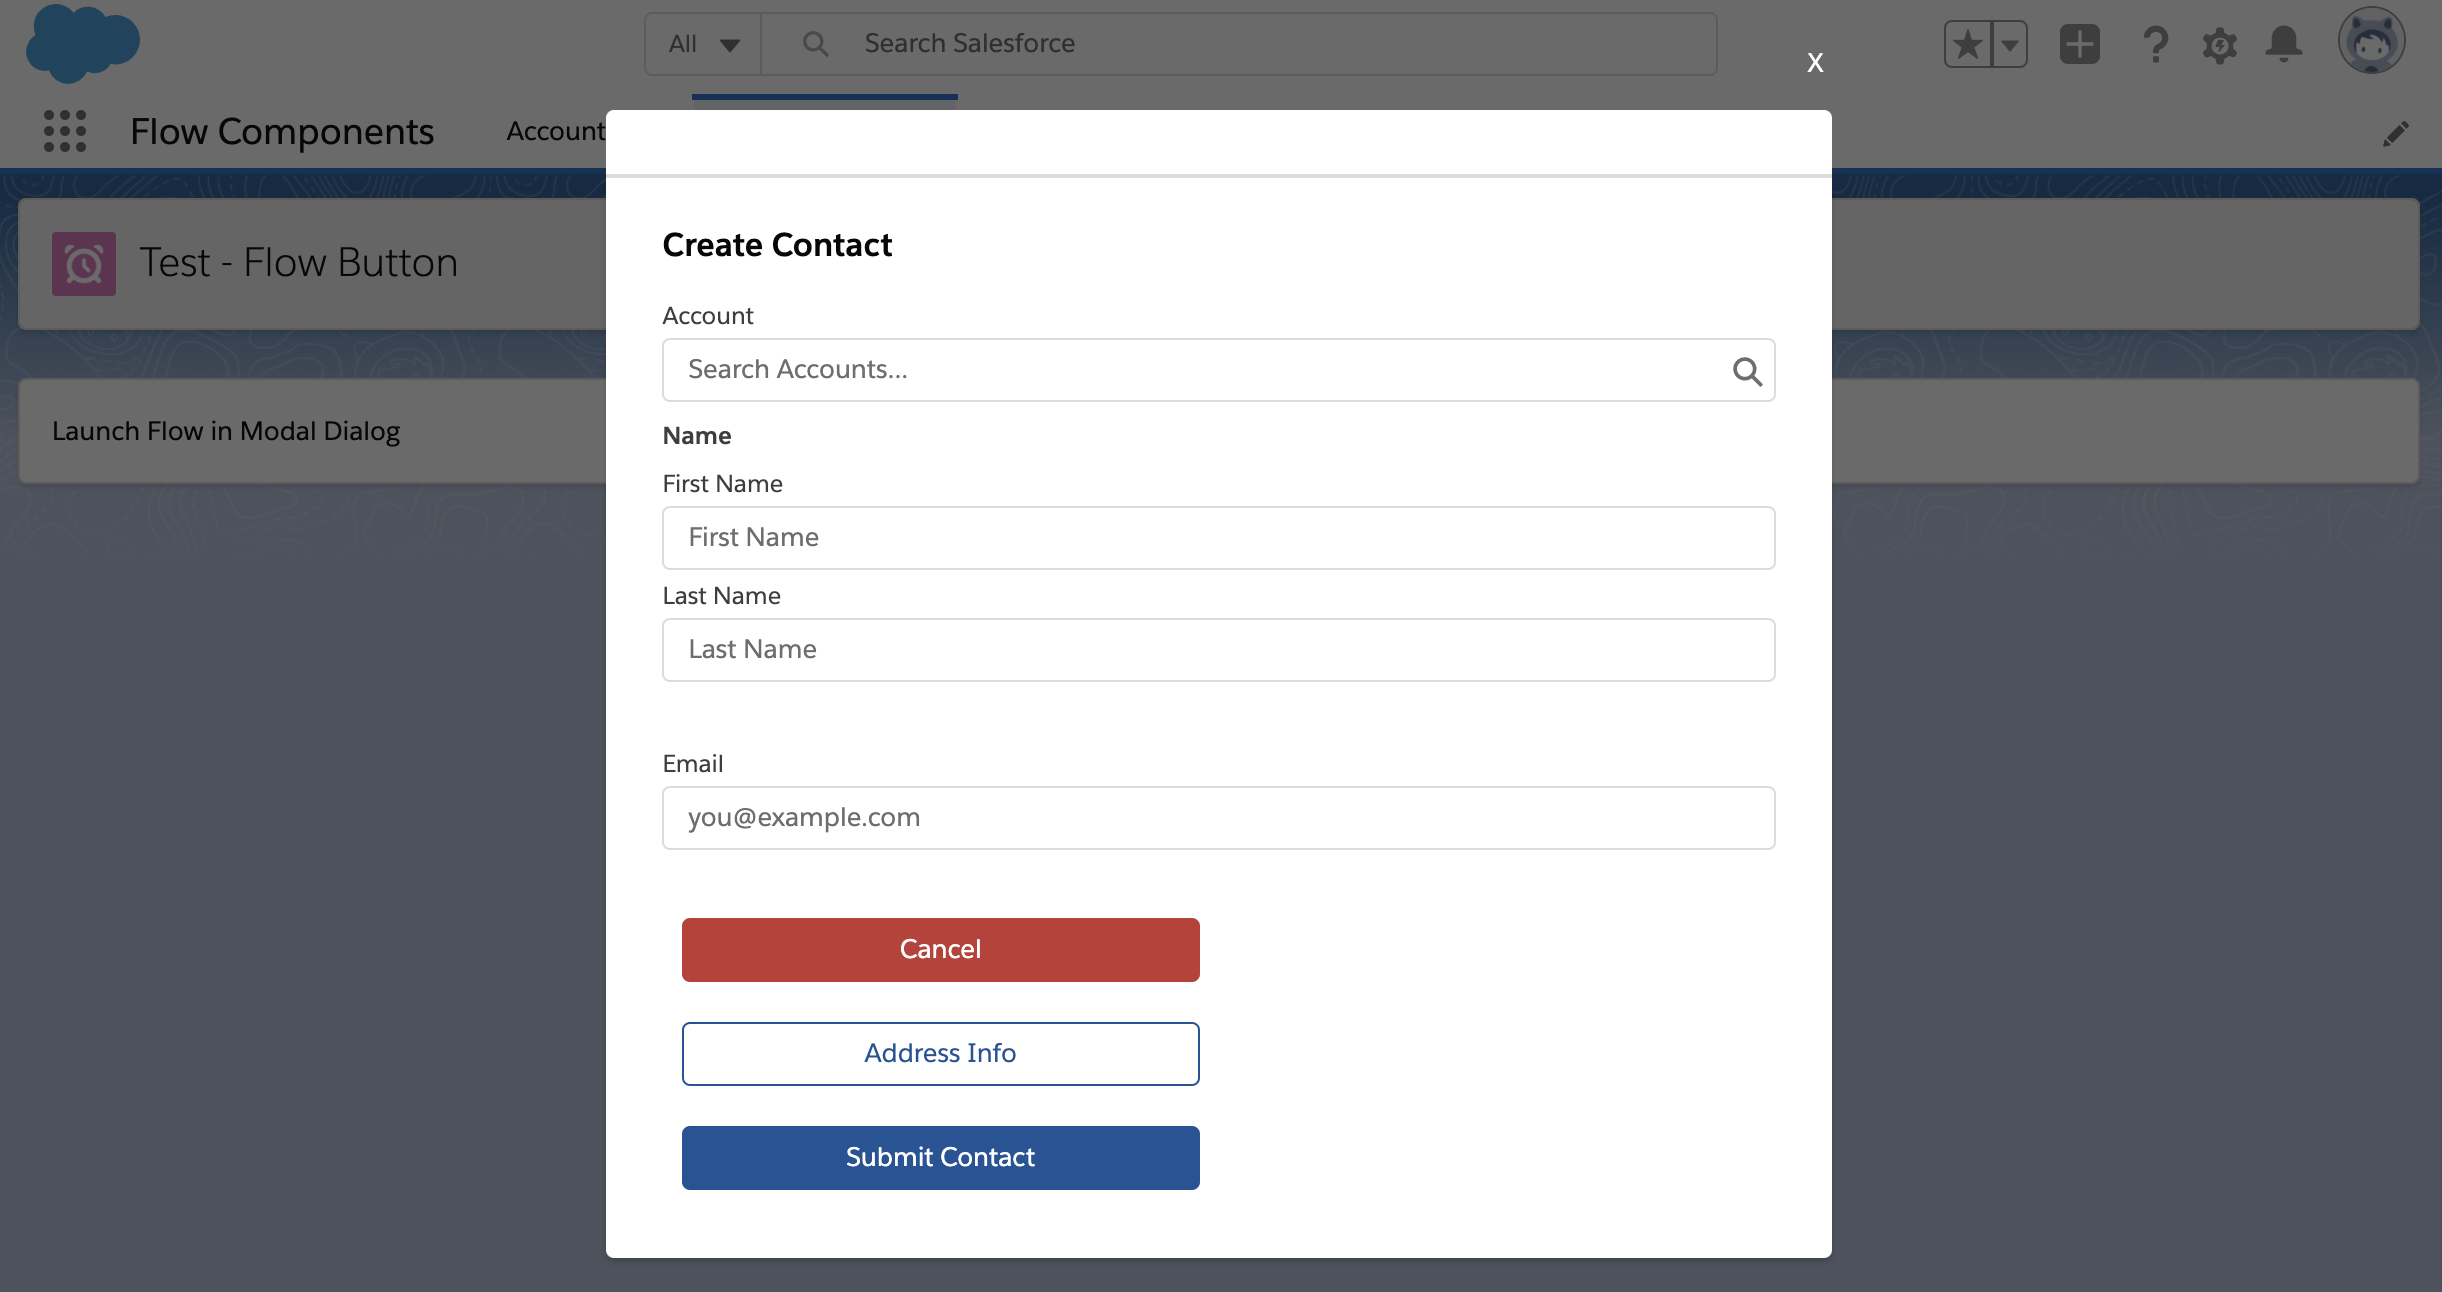 All
Search Salesforce
X
Flow Components
Account
Test - Flow Button
Launch Flow in Modal Dialog
Create Contact
Account
Search Accounts...
Name
First Name
First Name
Last Name
Last Name
Email
you@example.com
Cancel
Address Info
Submit Contact